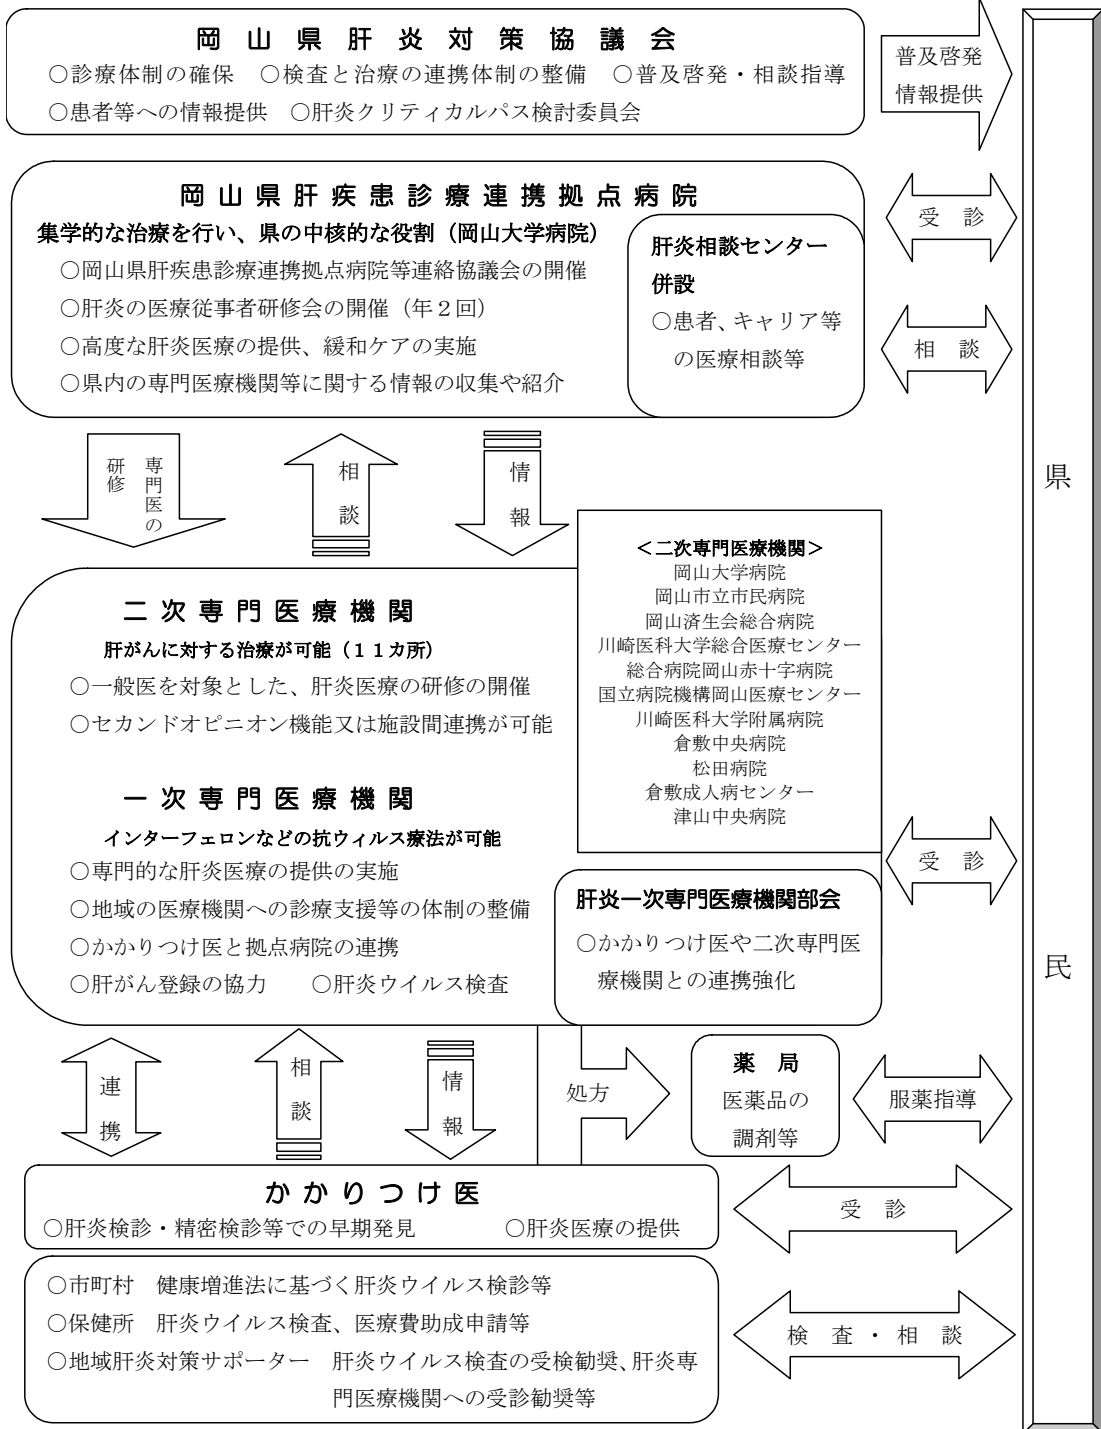 岡山県肝炎対策協議会
○診療体制の確保　○検査と治療の連携体制の整備　○普及啓発・相談指導
○患者等への情報提供　○肝炎クリティカルパス検討委員会
普及啓発
情報提供
岡山県肝疾患診療連携拠点病院
集学的な治療を行い、県の中核的な役割（岡山大学病院）
○岡山県肝疾患診療連携拠点病院等連絡協議会の開催
○肝炎の医療従事者研修会の開催（年２回）
○高度な肝炎医療の提供、緩和ケアの実施
○県内の専門医療機関等に関する情報の収集や紹介
肝炎相談センター
併設
○患者、キャリア等
の医療相談等
受　診
相　談
県　民
専門医の
研修
相談
情報
＜二次専門医療機関＞
岡山大学病院
岡山市立市民病院
岡山済生会総合病院
川崎医科大学総合医療センター
総合病院岡山赤十字病院
国立病院機構岡山医療センター
川崎医科大学附属病院
倉敷中央病院
松田病院
倉敷成人病センター
津山中央病院
二次専門医療機関
肝がんに対する治療が可能（１１カ所）
○一般医を対象とした、肝炎医療の研修の開催
○セカンドオピニオン機能又は施設間連携が可能
一次専門医療機関
インターフェロンなどの抗ウィルス療法が可能
○専門的な肝炎医療の提供の実施
○地域の医療機関への診療支援等の体制の整備
○かかりつけ医と拠点病院の連携
○肝がん登録の協力　　○肝炎ウイルス検査
肝炎一次専門医療機関部会
○かかりつけ医や二次専門医
療機関との連携強化
受　診
連携
相談
情報
処方
薬　局
医薬品の
調剤等
服薬指導
かかりつけ医
○肝炎検診・精密検診等での早期発見　　　　○肝炎医療の提供
受　診
○市町村　健康増進法に基づく肝炎ウイルス検診等
○保健所　肝炎ウイルス検査、医療費助成申請等
○地域肝炎対策サポーター　肝炎ウイルス検査の受検勧奨、肝炎専
門医療機関への受診勧奨等
検　査・相　談